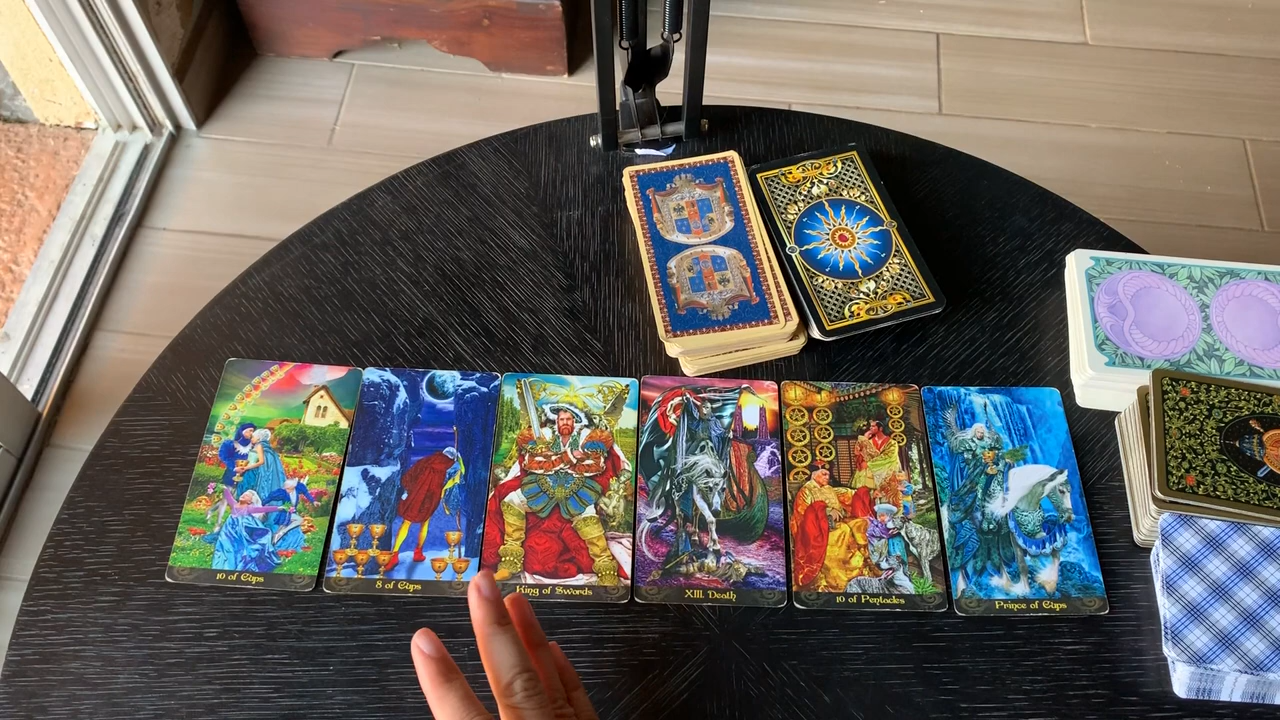 10 of Cups
8 of Cups
King of Swords
XIII. Death
10 of Pentacles
Prince of Cups